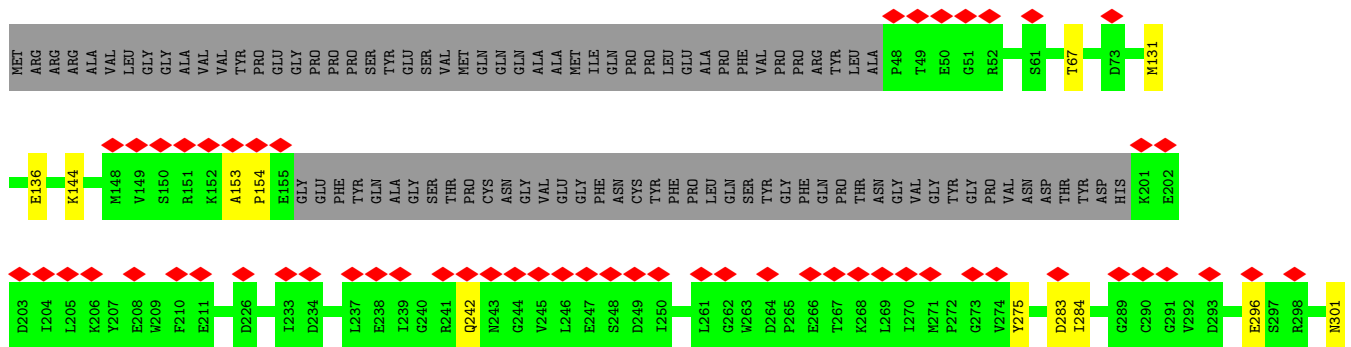 MET ARG ARG ARG ALA VAL LEU GLY GLY ALA VAL VAL TYR PRO GLU GLY PRO PRO PRO SER TYR GLU SER VAL MET GLN GLN GLN ALA ALA MET ILE GLN PRO PRO LEU GLU ALA PRO PHE VAL PRO PRO ARG TYR LEU ALA P48 T49 E50 G51 R52 S61 T67 D73 M131
E136 K144 M148 V149 S150 R151 K152 A153 P154 E155 GLY GLU PHE TYR GLN ALA GLY SER THR PRO CYS ASN GLY VAL GLU GLY PHE ASN CYS TYR PHE PRO LEU GLN SER TYR GLY PHE GLN PRO THR ASN GLY VAL GLY TYR GLY PRO VAL ASN ASP THR TYR ASP HIS K201 E202
D203 I204 L205 K206 Y207 E208 W209 F210 E211 D226 I233 D234 L237 E238 I239 G240 R241 Q242 N243 G244 V245 L246 E247 S248 D249 I250 L261 G262 W263 D264 P265 E266 T267 K268 L269 I270 M271 P272 G273 V274 Y275 D283 I284 G289 C290 G291 V292 D293 E296 S297 R298 N301